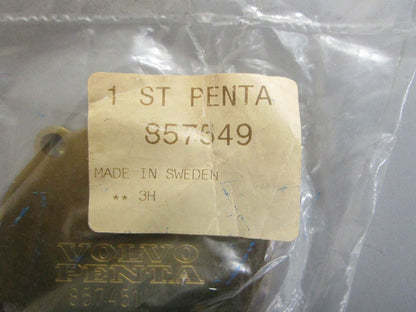 1 ST PENTA
857549
MADE IN SWEDEN
** 3H
VOLVO
PENTA